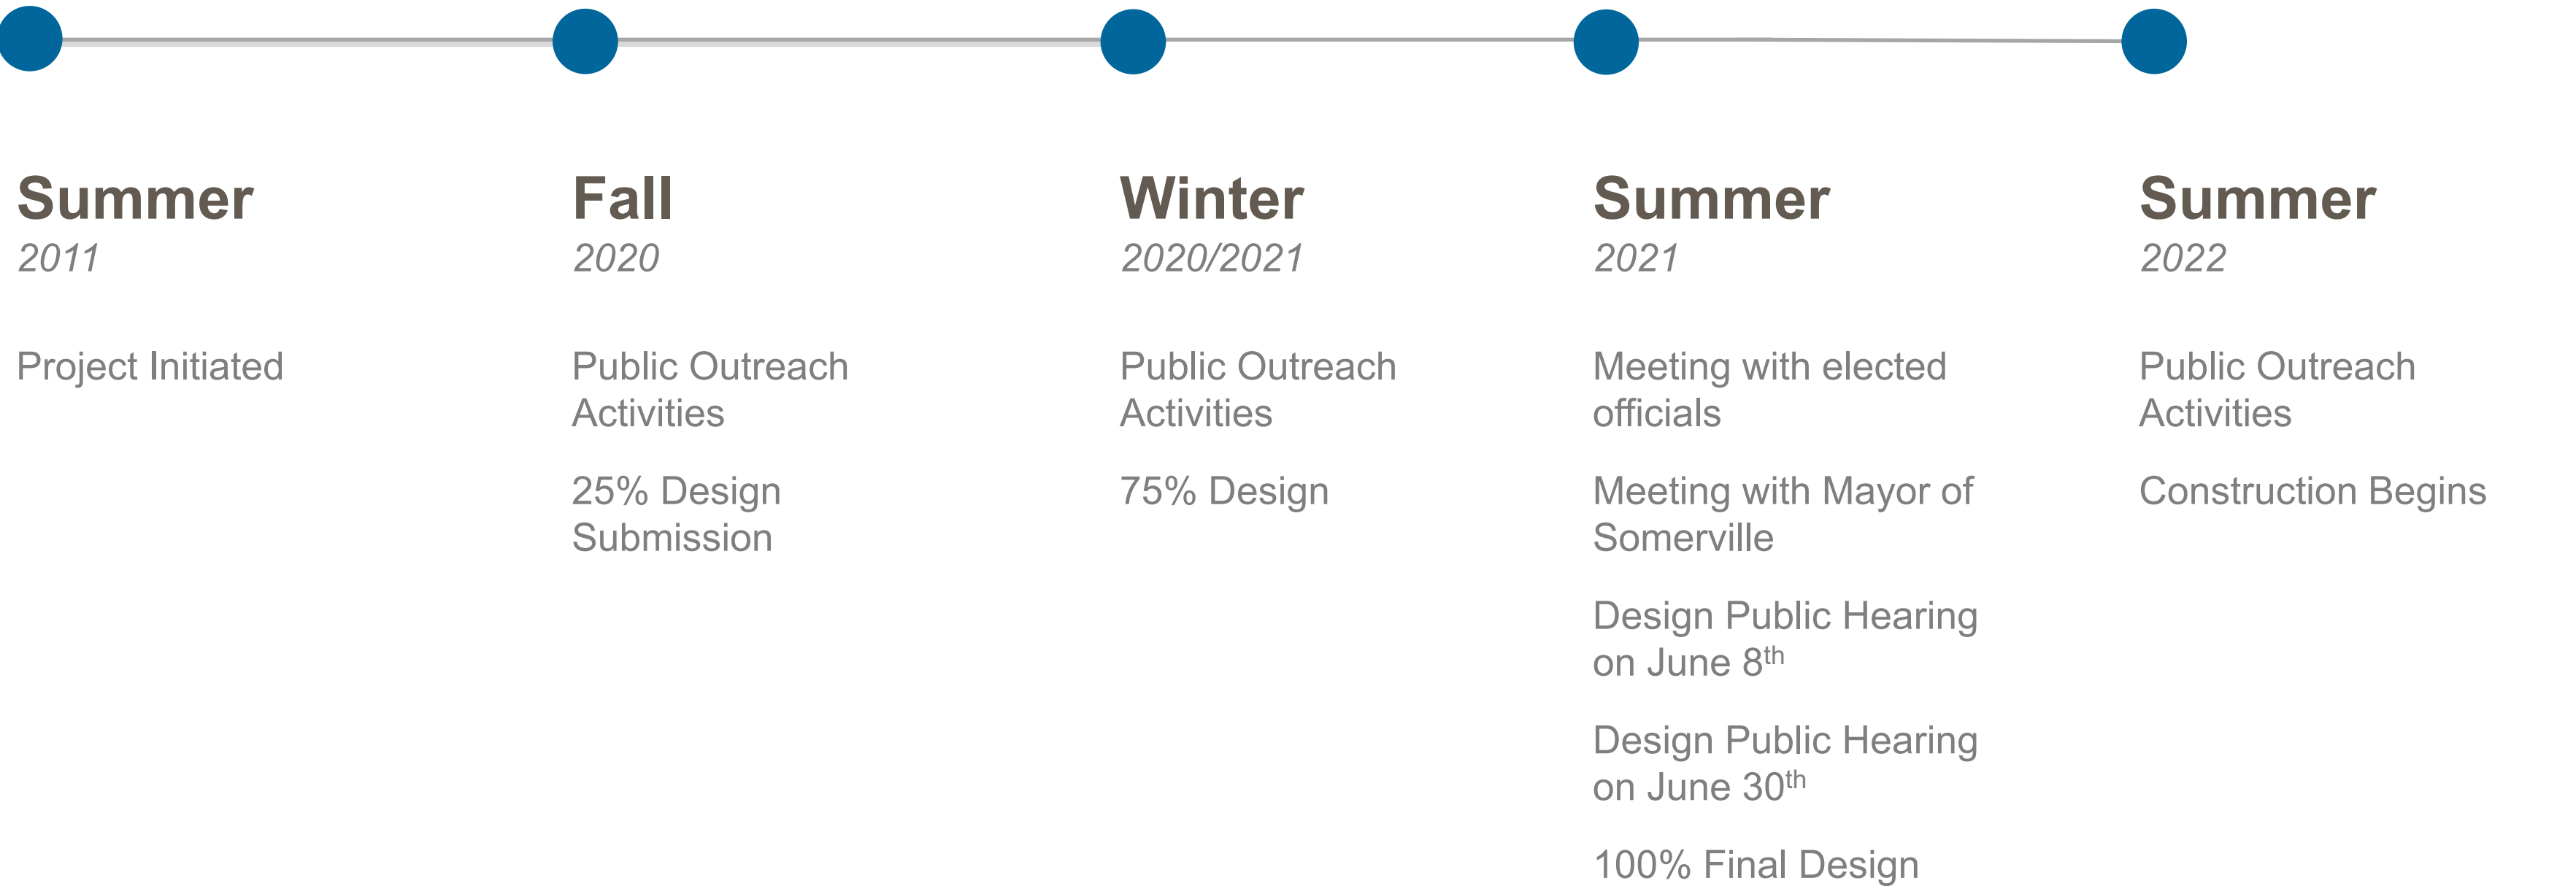 Summer
2011
Project Initiated
Fall
2020
Public Outreach
Activities
25% Design
Submission
Winter
2020/2021
Public Outreach
Activities
75% Design
Summer
2021
Meeting with elected
officials
Meeting with Mayor of
Somerville
Design Public Hearing
on June 8th
Design Public Hearing
on June 30th
100% Final Design
Summer
2022
Public Outreach
Activities
Construction Begins